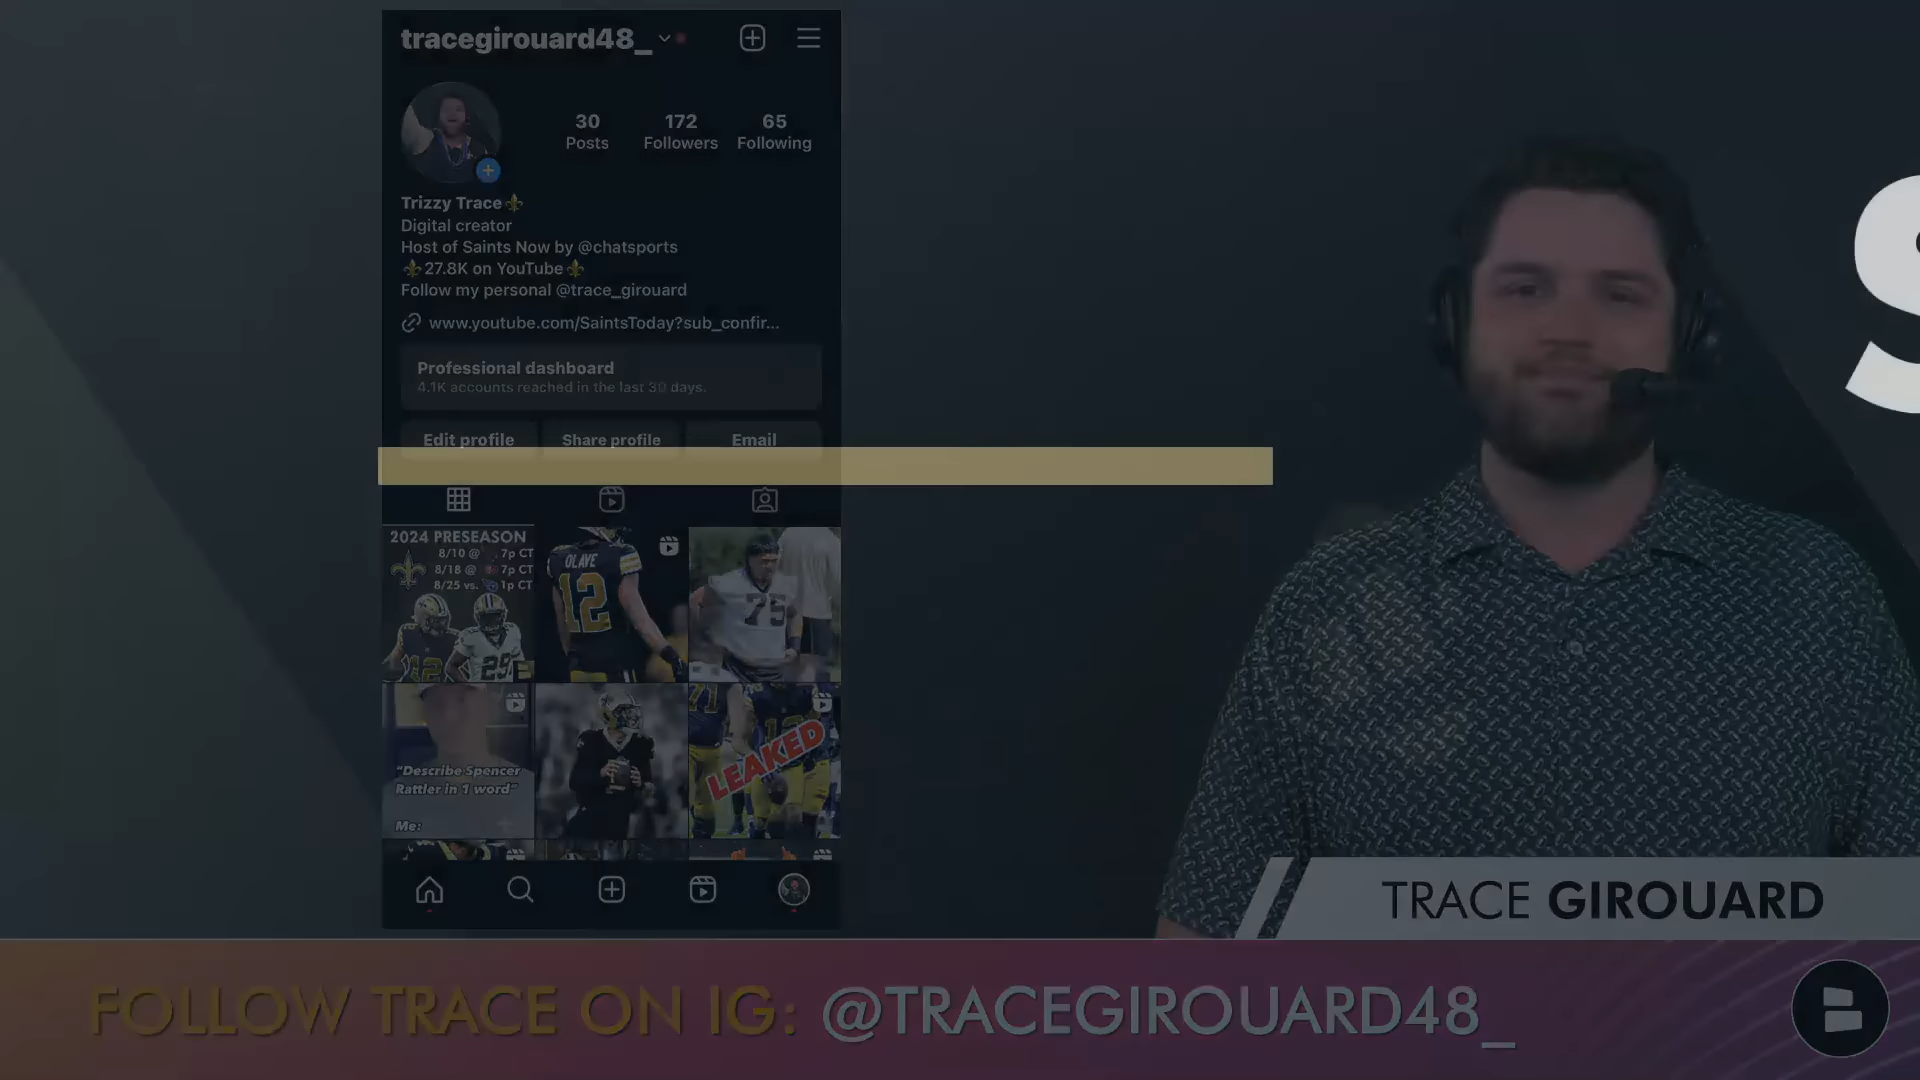 tracegirouard48_
30 172 65
Posts Followers Following
Trizzy Trace
Digital creator
Host of Saints Now by @chatsports
27.8K on YouTube
Follow my personal @trace_girouard
www.youtube.com/SaintsToday?sub_confir...
Professional dashboard
4.1K accounts reached in the last 30 days.
Edit profile Share profile Email
2024 PRESEASON
8/10 @ 7p CT
8/18 @ 7p CT
8/25 vs. 1p CT
12 29
OLAVE
12
75
"Describe Spencer
Rattler in 1 word"
Me:
LEAKED
S
TRACE GIROUARD
FOLLOW TRACE ON IG: @TRACEGIROUARD48_